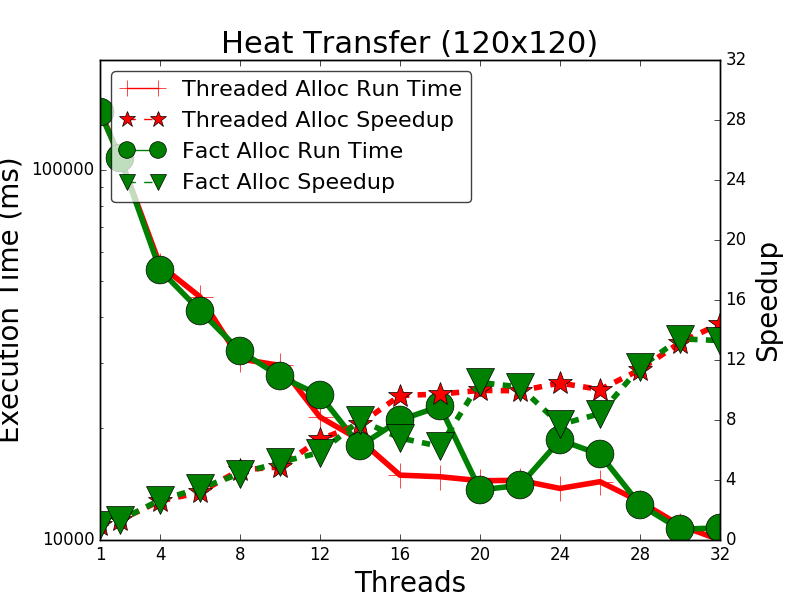 Heat Transfer (120x120)
Threaded Alloc Run Time
Threaded Alloc Speedup
Fact Alloc Run Time
Fact Alloc Speedup
Execution Time (ms)
100000
10000
1 4 8 12 16 20 24 28 32
Threads
32
28
24
20
16
12
8
4
0
Speedup